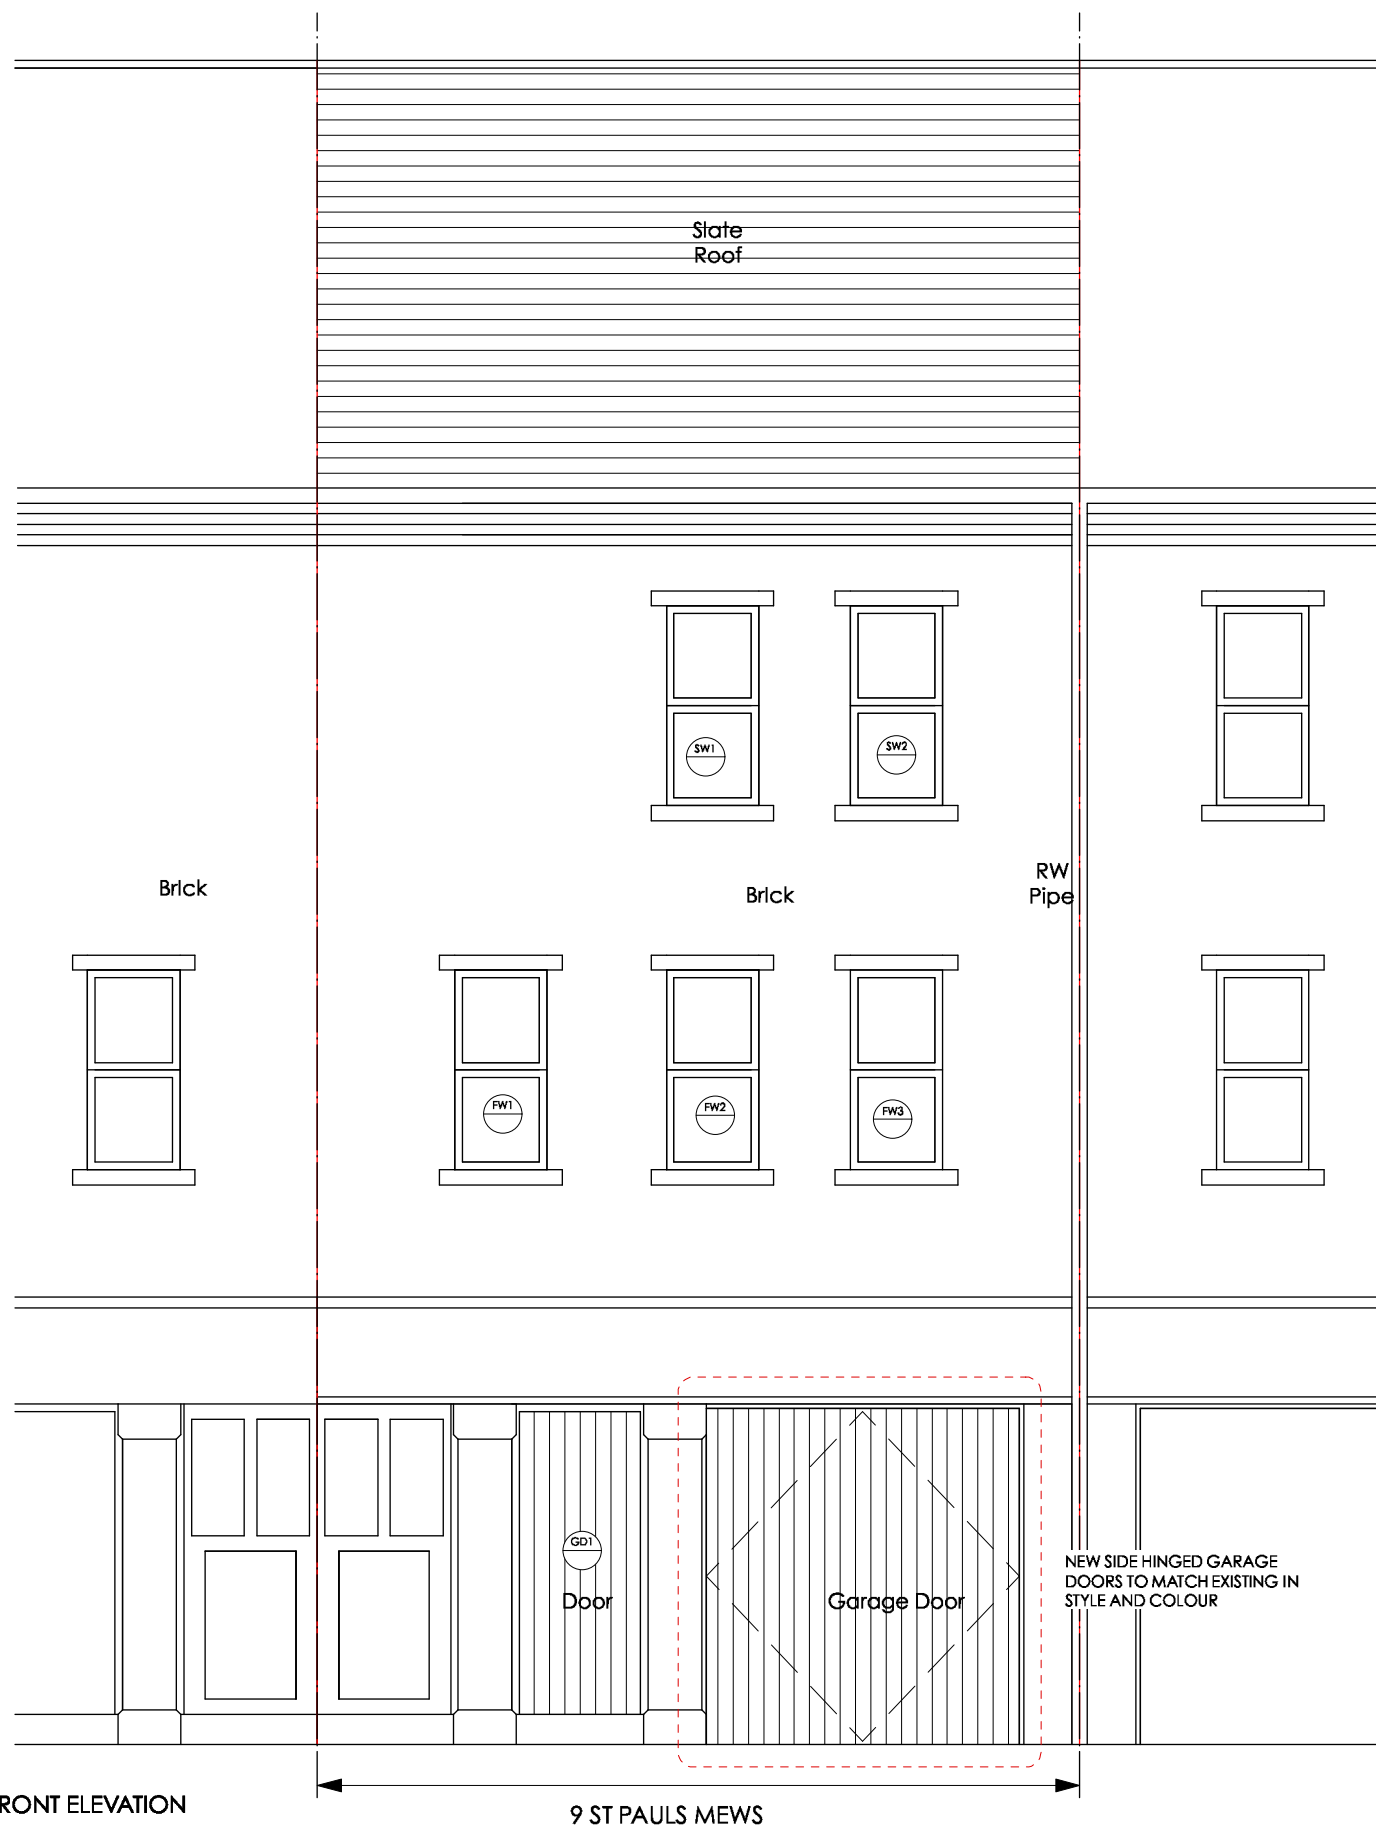 Slate
Roof
SW1
SW2
Brick
Brick
RW
Pipe
FW1
FW2
FW3
GD1
Door
Garage Door
NEW SIDE HINGED GARAGE
DOORS TO MATCH EXISTING IN
STYLE AND COLOUR
RONT ELEVATION
9 ST PAULS MEWS